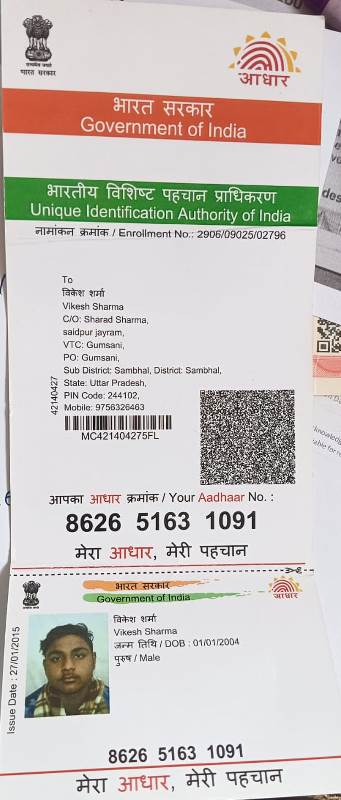 भारत सरकार
आधार
भारत सरकार
Government of India
भारतीय विशिष्ट पहचान प्राधिकरण
Unique Identification Authority of India
नामांकन क्रमांक / Enrollment No.: 2906/09025/02796
To
विकेश शर्मा
Vikesh Sharma
C/O: Sharad Sharma,
saidpur jayram,
VTC: Gumsani,
PO: Gumsani,
Sub District: Sambhal, District: Sambhal,
State: Uttar Pradesh,
PIN Code: 244102,
Mobile: 9756326463
42140427
MC421404275FL
आपका आधार क्रमांक / Your Aadhaar No. :
8626 5163 1091
मेरा आधार, मेरी पहचान
भारत सरकार
Government of India
आधार
Issue Date : 27/01/2015
विकेश शर्मा
Vikesh Sharma
जन्म तिथि / DOB : 01/01/2004
पुरुष / Male
8626 5163 1091
मेरा आधार, मेरी पहचान